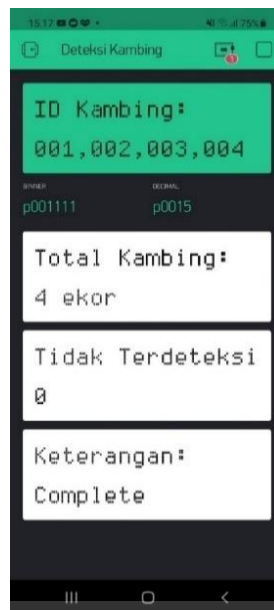 15.17
75%
Deteksi Kambing
ID Kambing:
001,002,003,004
DECIMAL
p001111 p0015
Total Kambing:
4 ekor
Tidak Terdeteksi
0
Keterangan:
Complete